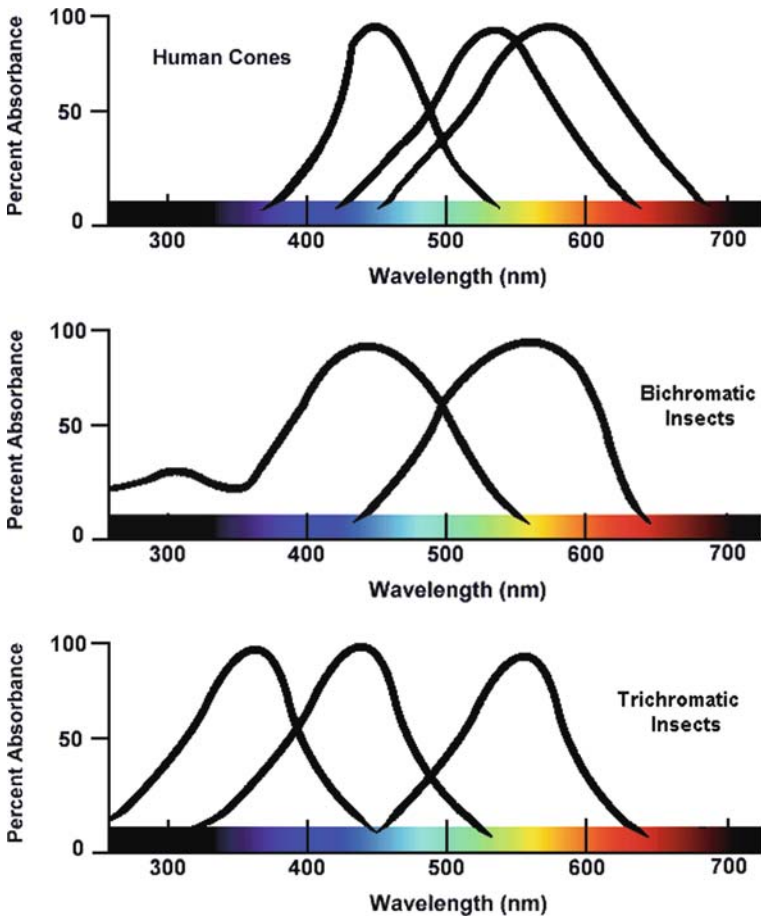 Percent Absorbance
100
50
0
Human Cones
300 400 500 600 700
Wavelength (nm)
Percent Absorbance
100
50
0
Bichromatic
Insects
300 400 500 600 700
Wavelength (nm)
Percent Absorbance
100
50
0
Trichromatic
Insects
300 400 500 600 700
Wavelength (nm)